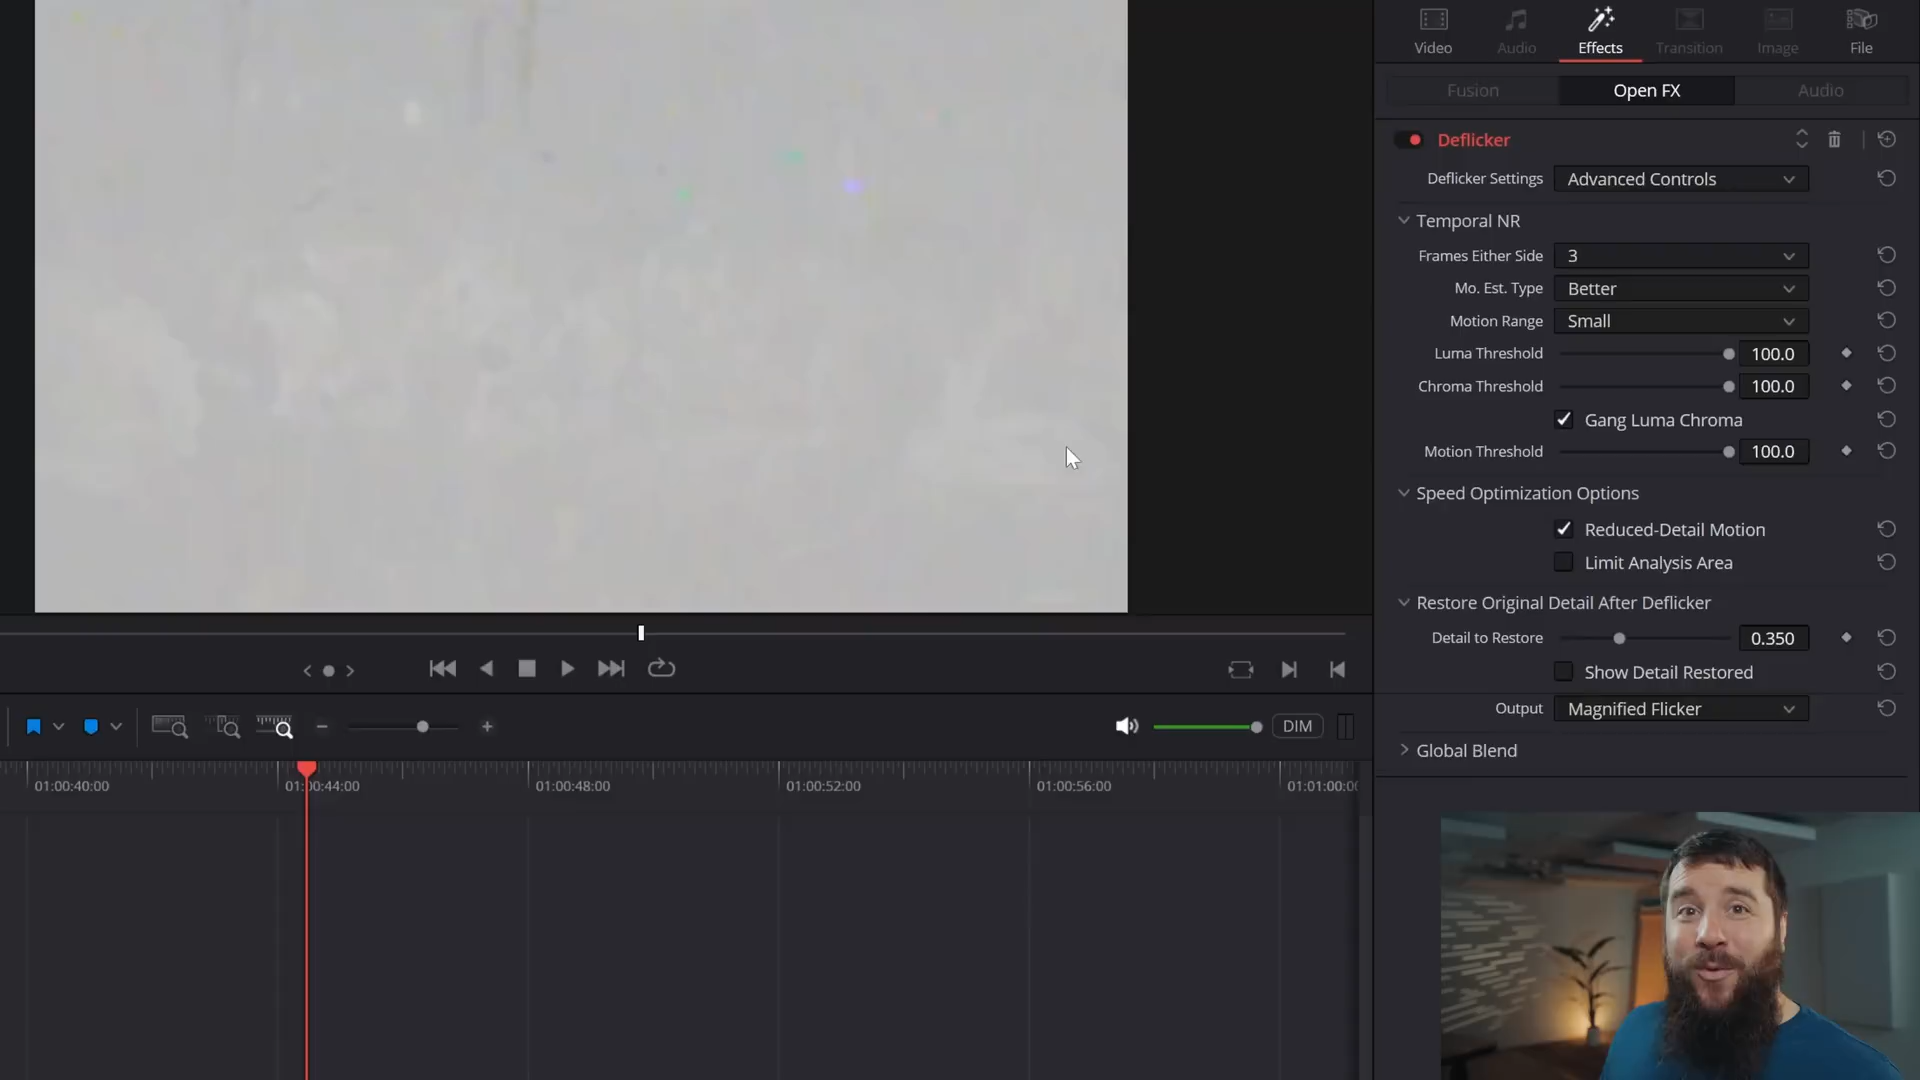 Video Audio Effects Transition Image File
Fusion Open FX Audio
Deflicker
Deflicker Settings Advanced Controls
Temporal NR
Frames Either Side 3
Mo. Est. Type Better
Motion Range Small
Luma Threshold 100.0
Chroma Threshold 100.0
Gang Luma Chroma
Motion Threshold 100.0
Speed Optimization Options
Reduced-Detail Motion
Limit Analysis Area
Restore Original Detail After Deflicker
Detail to Restore 0.350
Show Detail Restored
Output Magnified Flicker
Global Blend
DIM
01:00:40:00 01:00:44:00 01:00:48:00 01:00:52:00 01:00:56:00 01:01:00:00